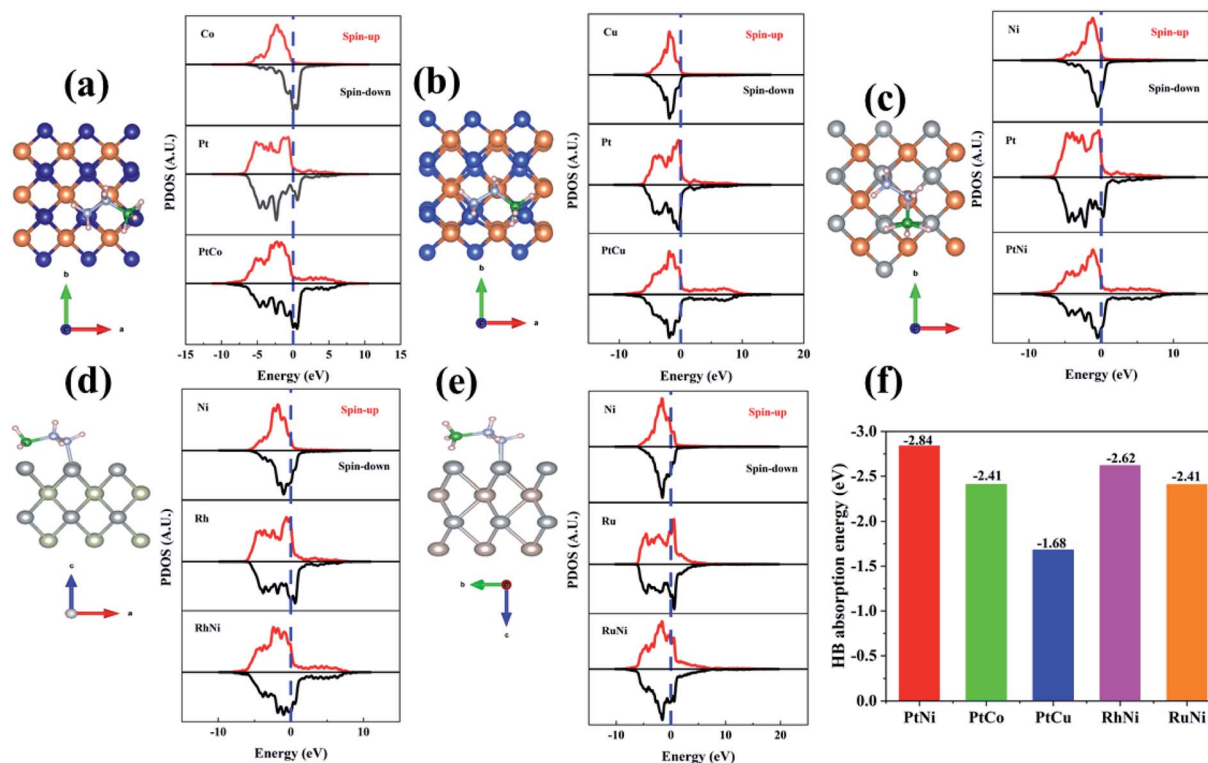 (a)
Co
Spin-up
Spin-down
Pt
PtCo
PDOS (A.U.)
-15 -10 -5 0 5 10 15
Energy (eV)
b
c
a
(b)
Cu
Spin-up
Spin-down
Pt
PtCu
PDOS (A.U.)
-10 0 10 20
Energy (eV)
b
c
a
(c)
Ni
Spin-up
Spin-down
Pt
PtNi
PDOS (A.U.)
-10 0 10
Energy (eV)
b
c
a
(d)
Ni
Spin-up
Spin-down
Rh
RhNi
PDOS (A.U.)
-10 0 10
Energy (eV)
c
a
(e)
Ni
Spin-up
Spin-down
Ru
RuNi
PDOS (A.U.)
-10 0 10 20
Energy (eV)
b
c
(f)
HB absorption energy (eV)
-3.0
-2.5
-2.0
-1.5
-1.0
-0.5
0.0
-2.84
-2.41
-1.68
-2.62
-2.41
PtNi PtCo PtCu RhNi RuNi